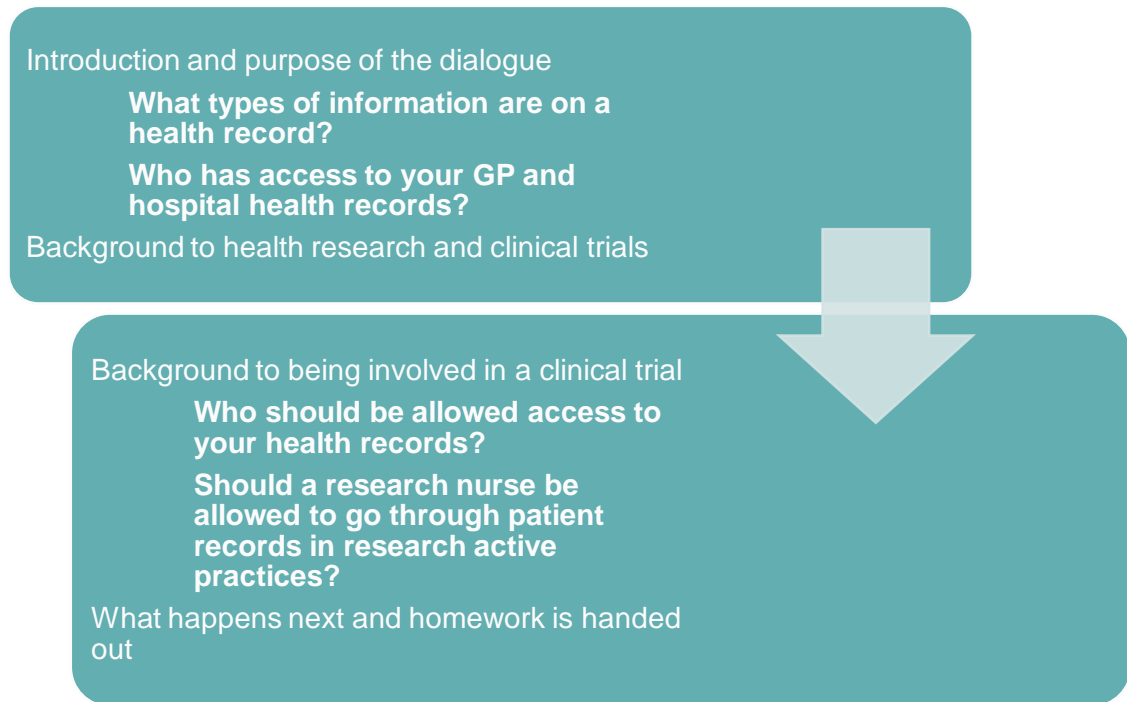 Introduction and purpose of the dialogue
What types of information are on a
health record?
Who has access to your GP and
hospital health records?
Background to health research and clinical trials
Background to being involved in a clinical trial
Who should be allowed access to
your health records?
Should a research nurse be
allowed to go through patient
records in research active
practices?
What happens next and homework is handed
out